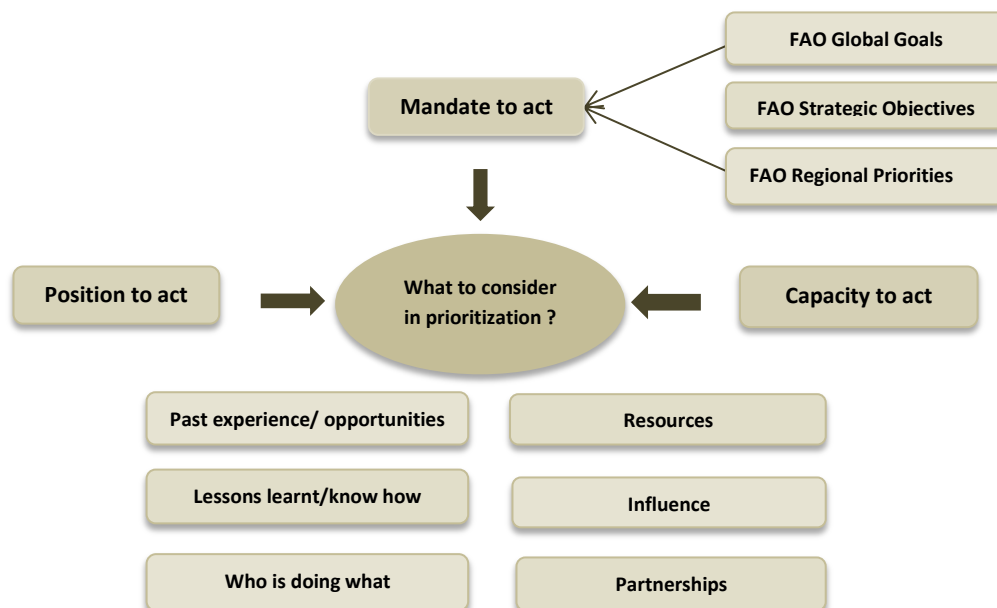 FAO Global Goals
Mandate to act
FAO Strategic Objectives
FAO Regional Priorities
Position to act
What to consider
in prioritization ?
Capacity to act
Past experience/ opportunities
Resources
Lessons learnt/know how
Influence
Who is doing what
Partnerships